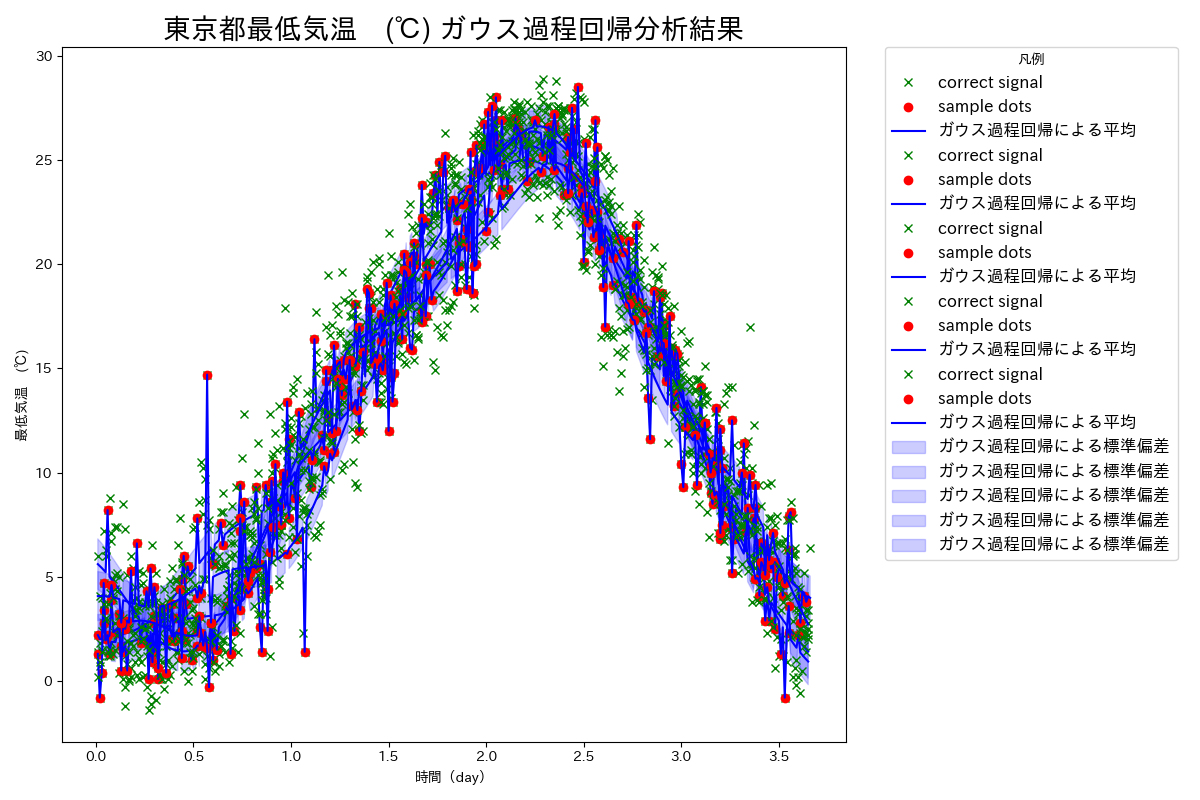 東京都最低気温　(℃) ガウス過程回帰分析結果
30
25
20
15
10
5
0
最低気温　(℃)
0.0 0.5 1.0 1.5 2.0 2.5 3.0 3.5
時間（day）
凡例
correct signal
sample dots
ガウス過程回帰による平均
correct signal
sample dots
ガウス過程回帰による平均
correct signal
sample dots
ガウス過程回帰による平均
correct signal
sample dots
ガウス過程回帰による平均
correct signal
sample dots
ガウス過程回帰による平均
ガウス過程回帰による標準偏差
ガウス過程回帰による標準偏差
ガウス過程回帰による標準偏差
ガウス過程回帰による標準偏差
ガウス過程回帰による標準偏差